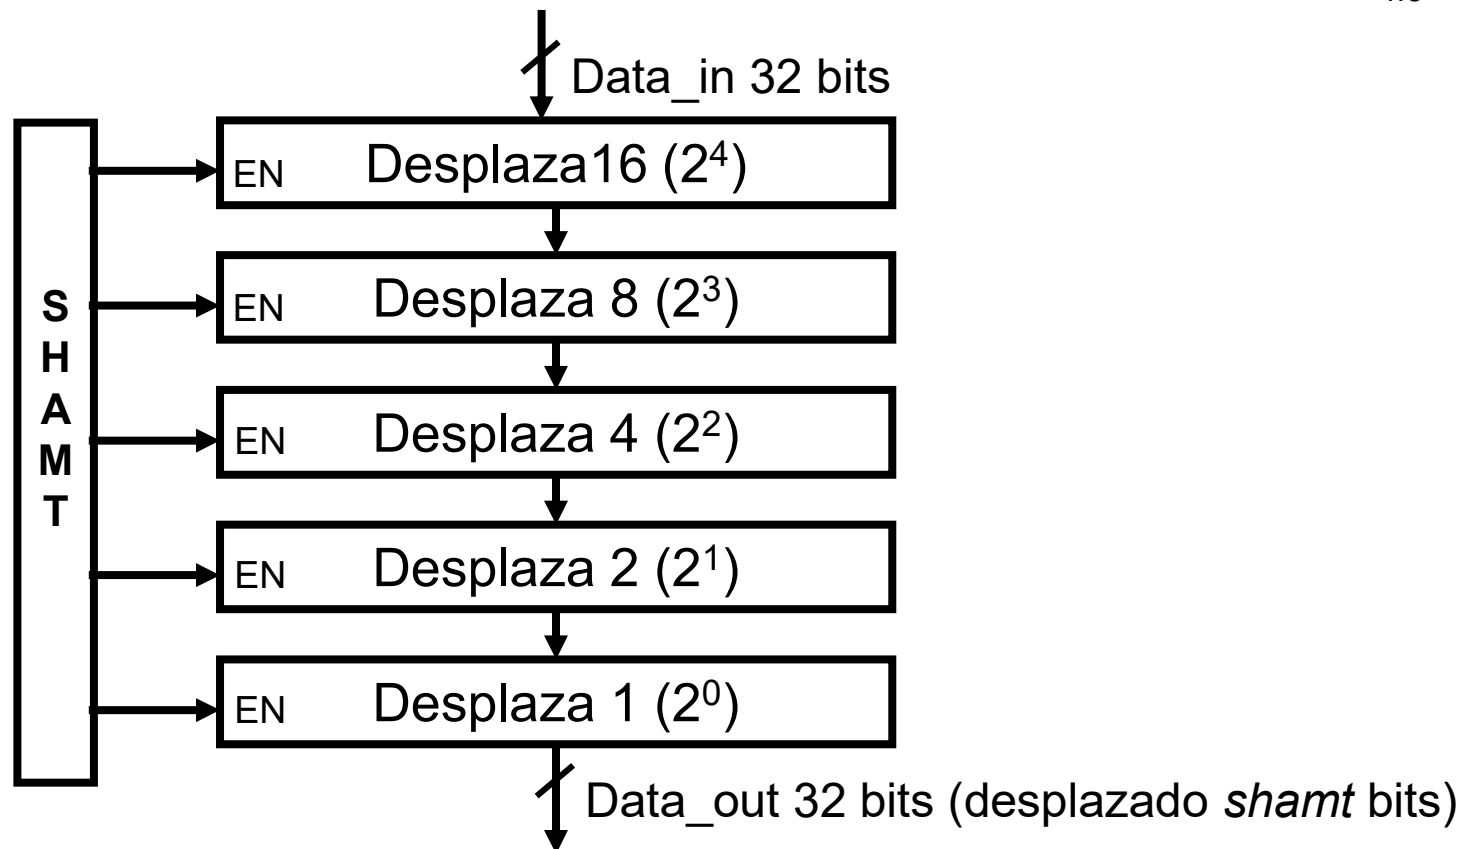 Data_in 32 bits
EN Desplaza16 (2⁴)
EN Desplaza 8 (2³)
EN Desplaza 4 (2²)
EN Desplaza 2 (2¹)
EN Desplaza 1 (2⁰)
S
H
A
M
T
Data_out 32 bits (desplazado shamt bits)